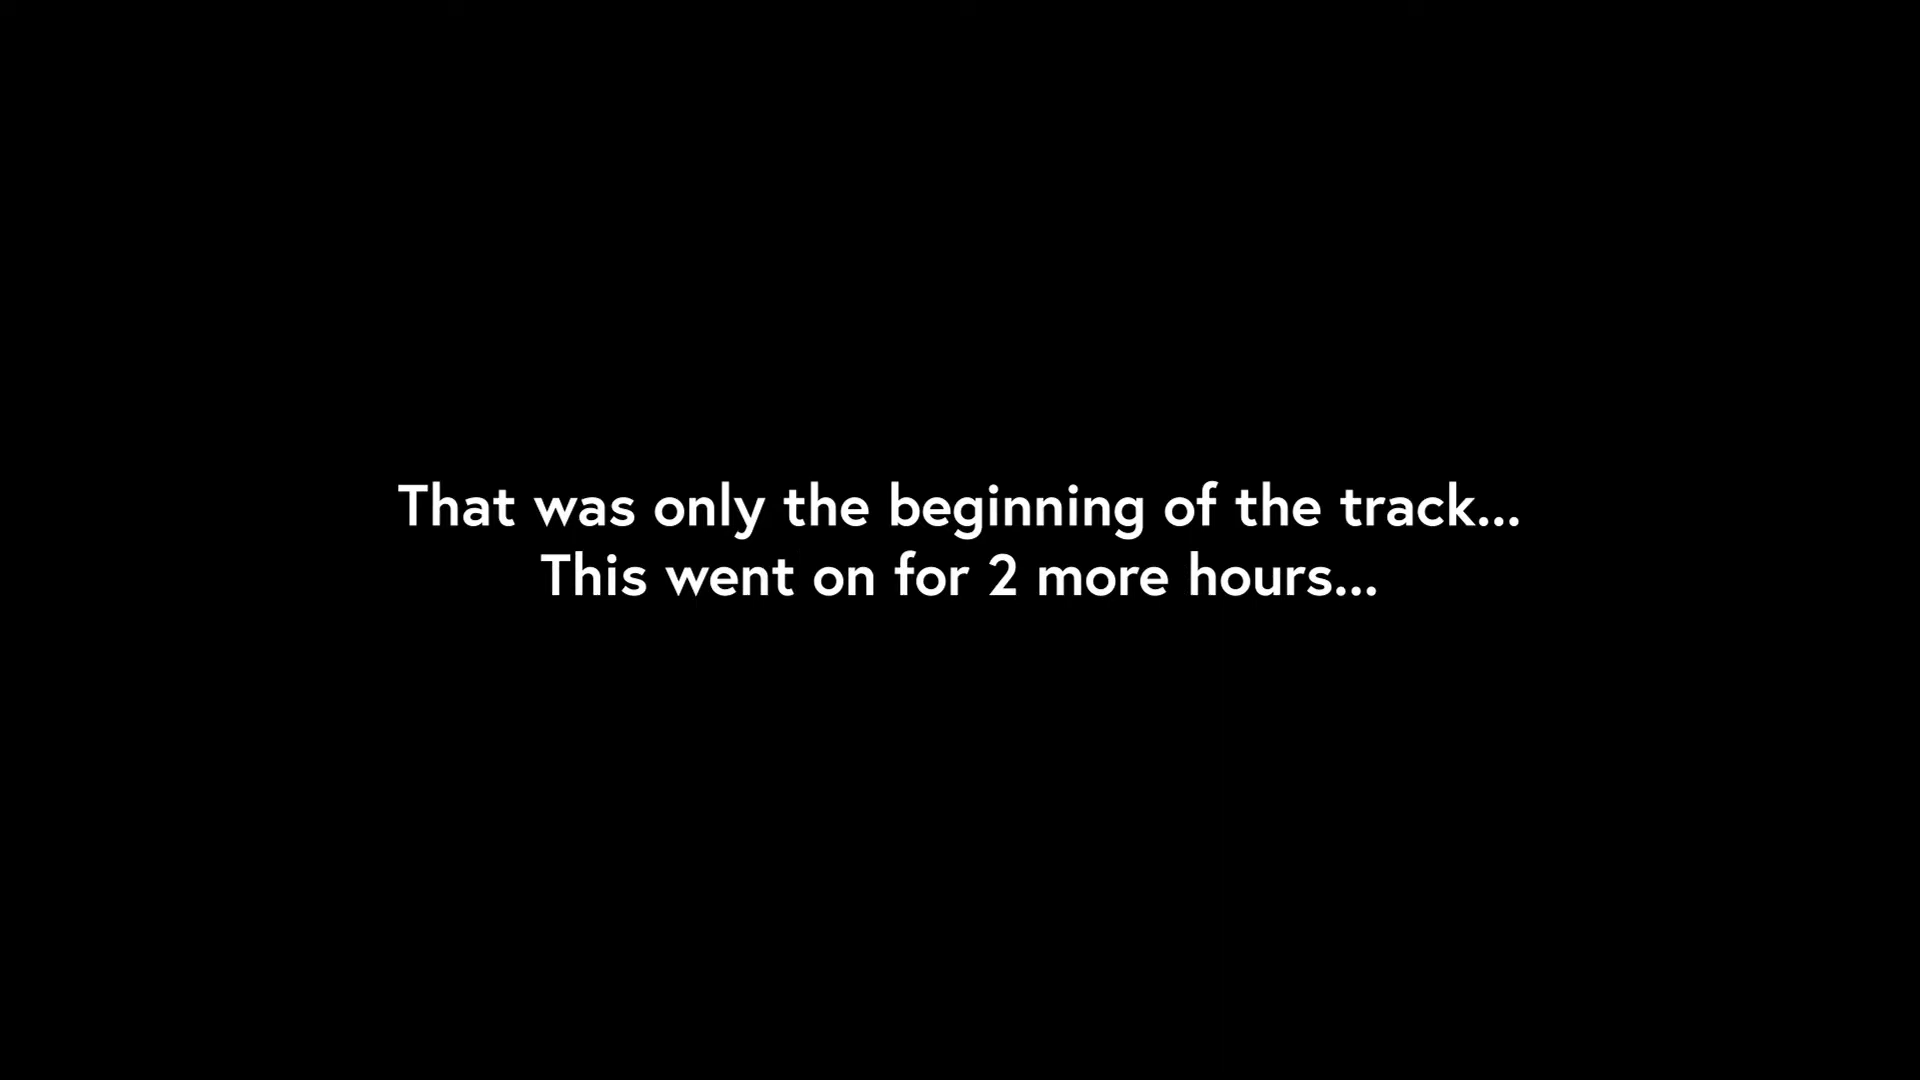 That was only the beginning of the track...
This went on for 2 more hours...